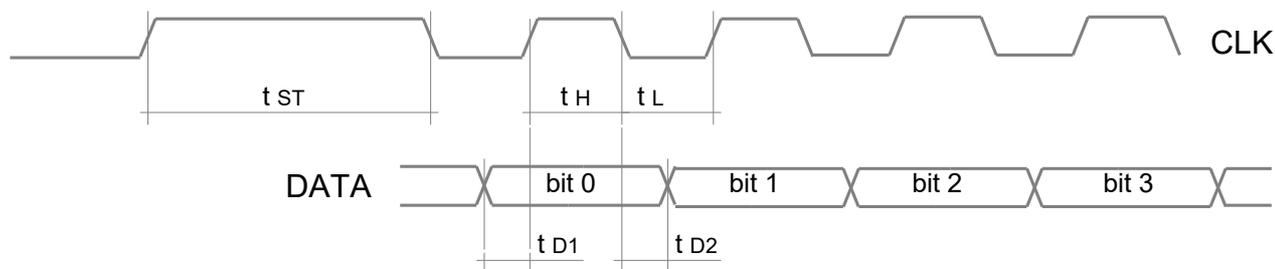 CLK
t ST t H t L
DATA bit 0 bit 1 bit 2 bit 3
t D1 t D2